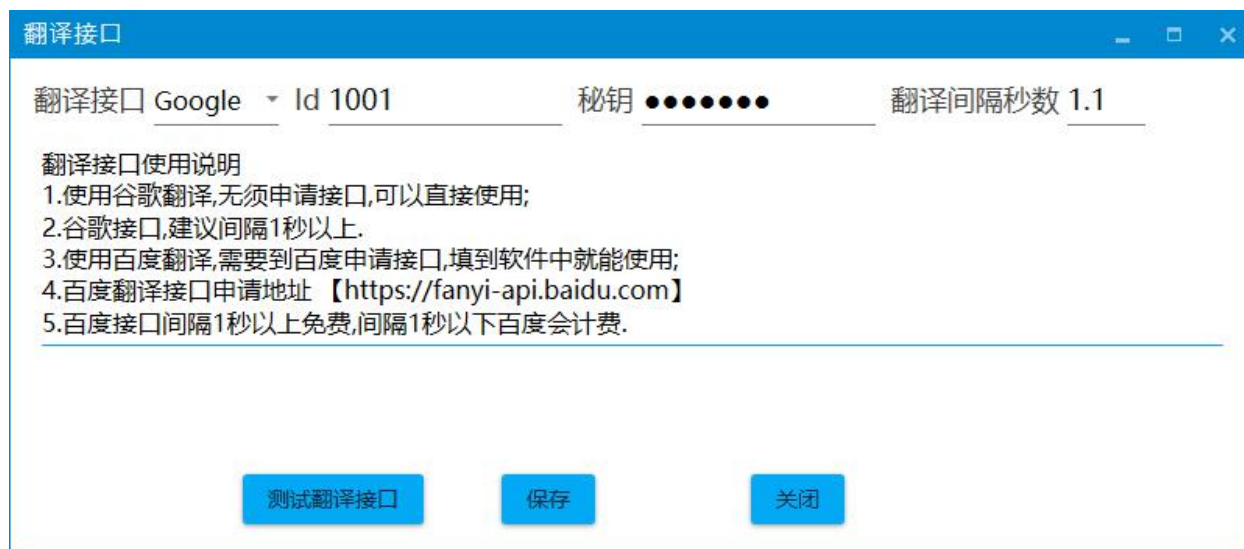 翻译接口
翻译接口 Google Id 1001 秘钥 ●●●●●●● 翻译间隔秒数 1.1
翻译接口使用说明
1.使用谷歌翻译,无须申请接口,可以直接使用;
2.谷歌接口,建议间隔1秒以上.
3.使用百度翻译,需要到百度申请接口,填到软件中就能使用;
4.百度翻译接口申请地址 【https://fanyi-api.baidu.com】
5.百度接口间隔1秒以上免费,间隔1秒以下百度会计费.
测试翻译接口 保存 关闭